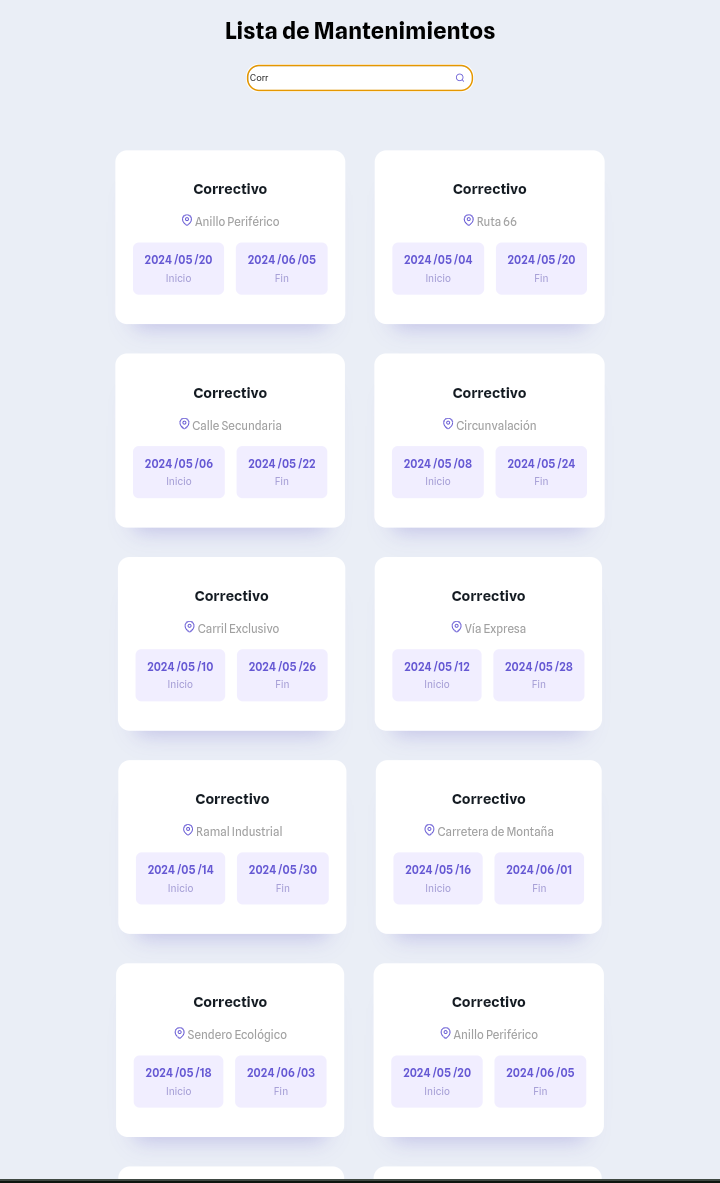 Lista de Mantenimientos
Corr
Correctivo
Anillo Periférico
2024/05/20 2024/06/05
Inicio Fin
Correctivo
Ruta 66
2024/05/04 2024/05/20
Inicio Fin
Correctivo
Calle Secundaria
2024/05/06 2024/05/22
Inicio Fin
Correctivo
Circunvalación
2024/05/08 2024/05/24
Inicio Fin
Correctivo
Carril Exclusivo
2024/05/10 2024/05/26
Inicio Fin
Correctivo
Vía Expresa
2024/05/12 2024/05/28
Inicio Fin
Correctivo
Ramal Industrial
2024/05/14 2024/05/30
Inicio Fin
Correctivo
Carretera de Montaña
2024/05/16 2024/06/01
Inicio Fin
Correctivo
Sendero Ecológico
2024/05/18 2024/06/03
Inicio Fin
Correctivo
Anillo Periférico
2024/05/20 2024/06/05
Inicio Fin